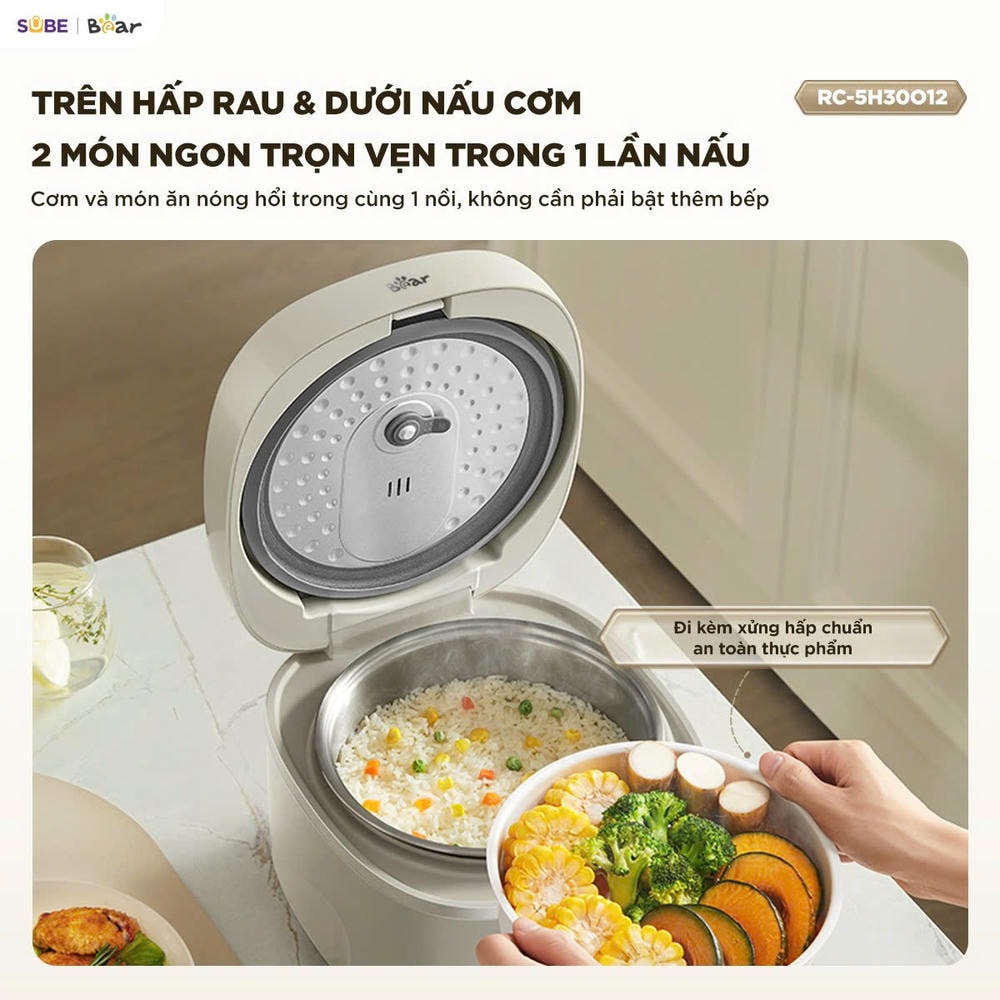 SUBE | Bear
TRÊN HẤP RAU & DƯỚI NẤU CƠM
RC-5H30O12
2 MÓN NGON TRỌN VẸN TRONG 1 LẦN NẤU
Cơm và món ăn nóng hổi trong cùng 1 nồi, không cần phải bật thêm bếp
Bear
Đi kèm xửng hấp chuẩn
an toàn thực phẩm